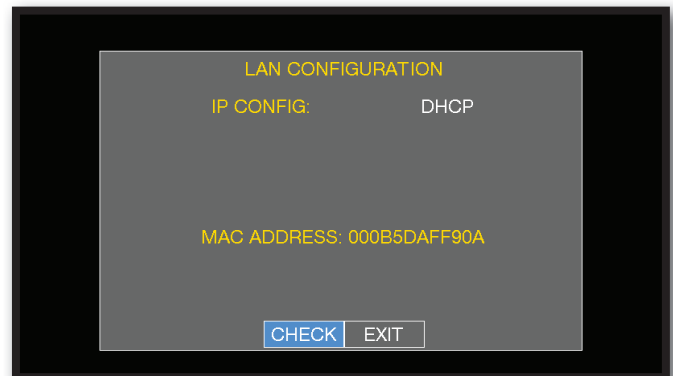 LAN CONFIGURATION
IP CONFIG: DHCP
MAC ADDRESS: 000B5DAFF90A
CHECK EXIT